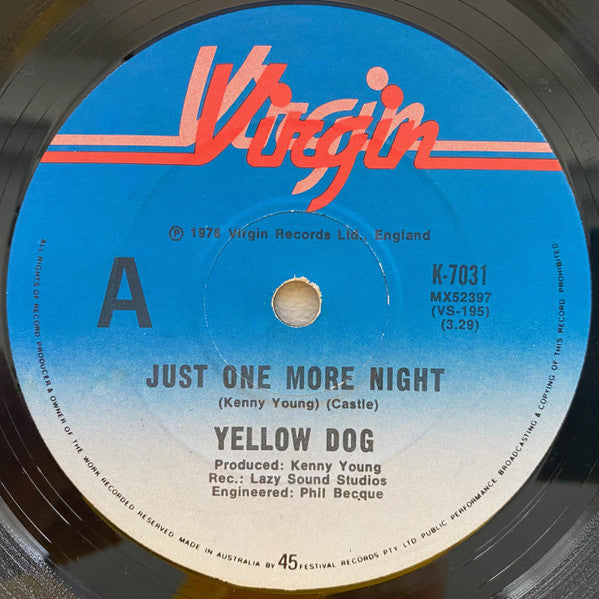 Virgin
Ⓟ 1978 Virgin Records Ltd., England
A
K-7031
MX52397
(VS-195)
(3.29)
JUST ONE MORE NIGHT
(Kenny Young) (Castle)
YELLOW DOG
Produced: Kenny Young
Rec.: Lazy Sound Studios
Engineered: Phil Becque
ALL RIGHTS OF RECORD PRODUCER & OWNER OF THE WORK RECORDED RESERVED MADE IN AUSTRALIA BY 45 FESTIVAL RECORDS PTY LTD PUBLIC PERFORMANCE BROADCASTING & COPYING OF THIS RECORD PROHIBITED